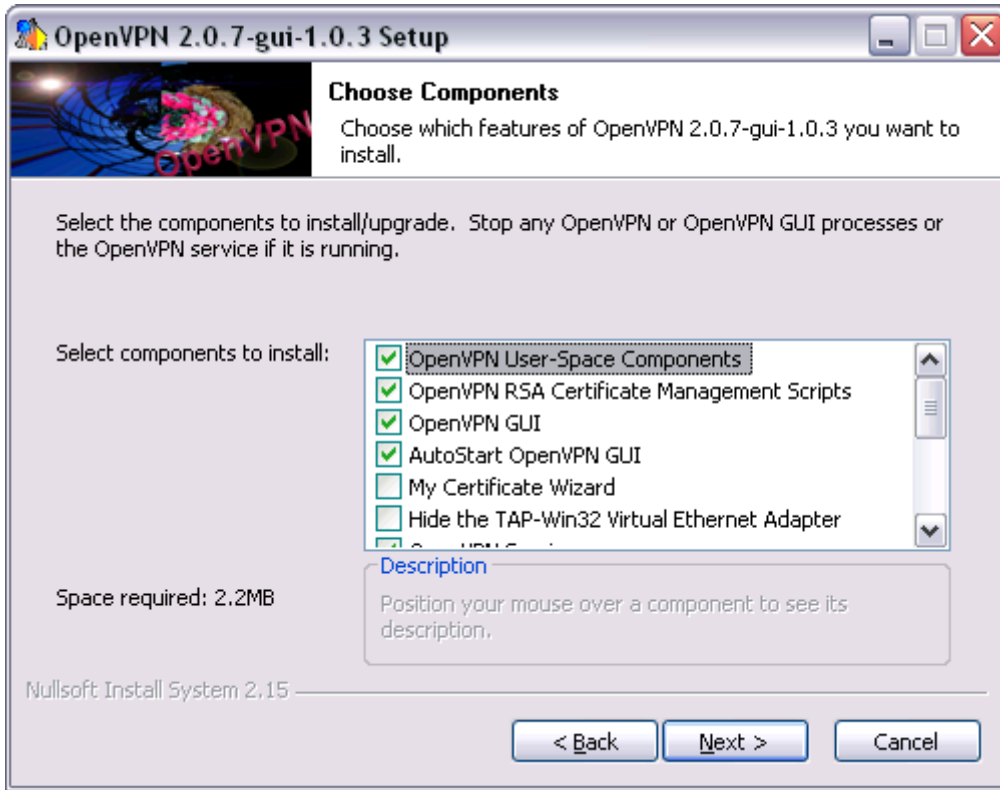 OpenVPN 2.0.7-gui-1.0.3 Setup
OpenVPN
Choose Components
Choose which features of OpenVPN 2.0.7-gui-1.0.3 you want to
install.
Select the components to install/upgrade.  Stop any OpenVPN or OpenVPN GUI processes or
the OpenVPN service if it is running.
Select components to install:
OpenVPN User-Space Components
OpenVPN RSA Certificate Management Scripts
OpenVPN GUI
AutoStart OpenVPN GUI
My Certificate Wizard
Hide the TAP-Win32 Virtual Ethernet Adapter
Space required: 2.2MB
Description
Position your mouse over a component to see its
description.
Nullsoft Install System 2.15
< Back
Next >
Cancel